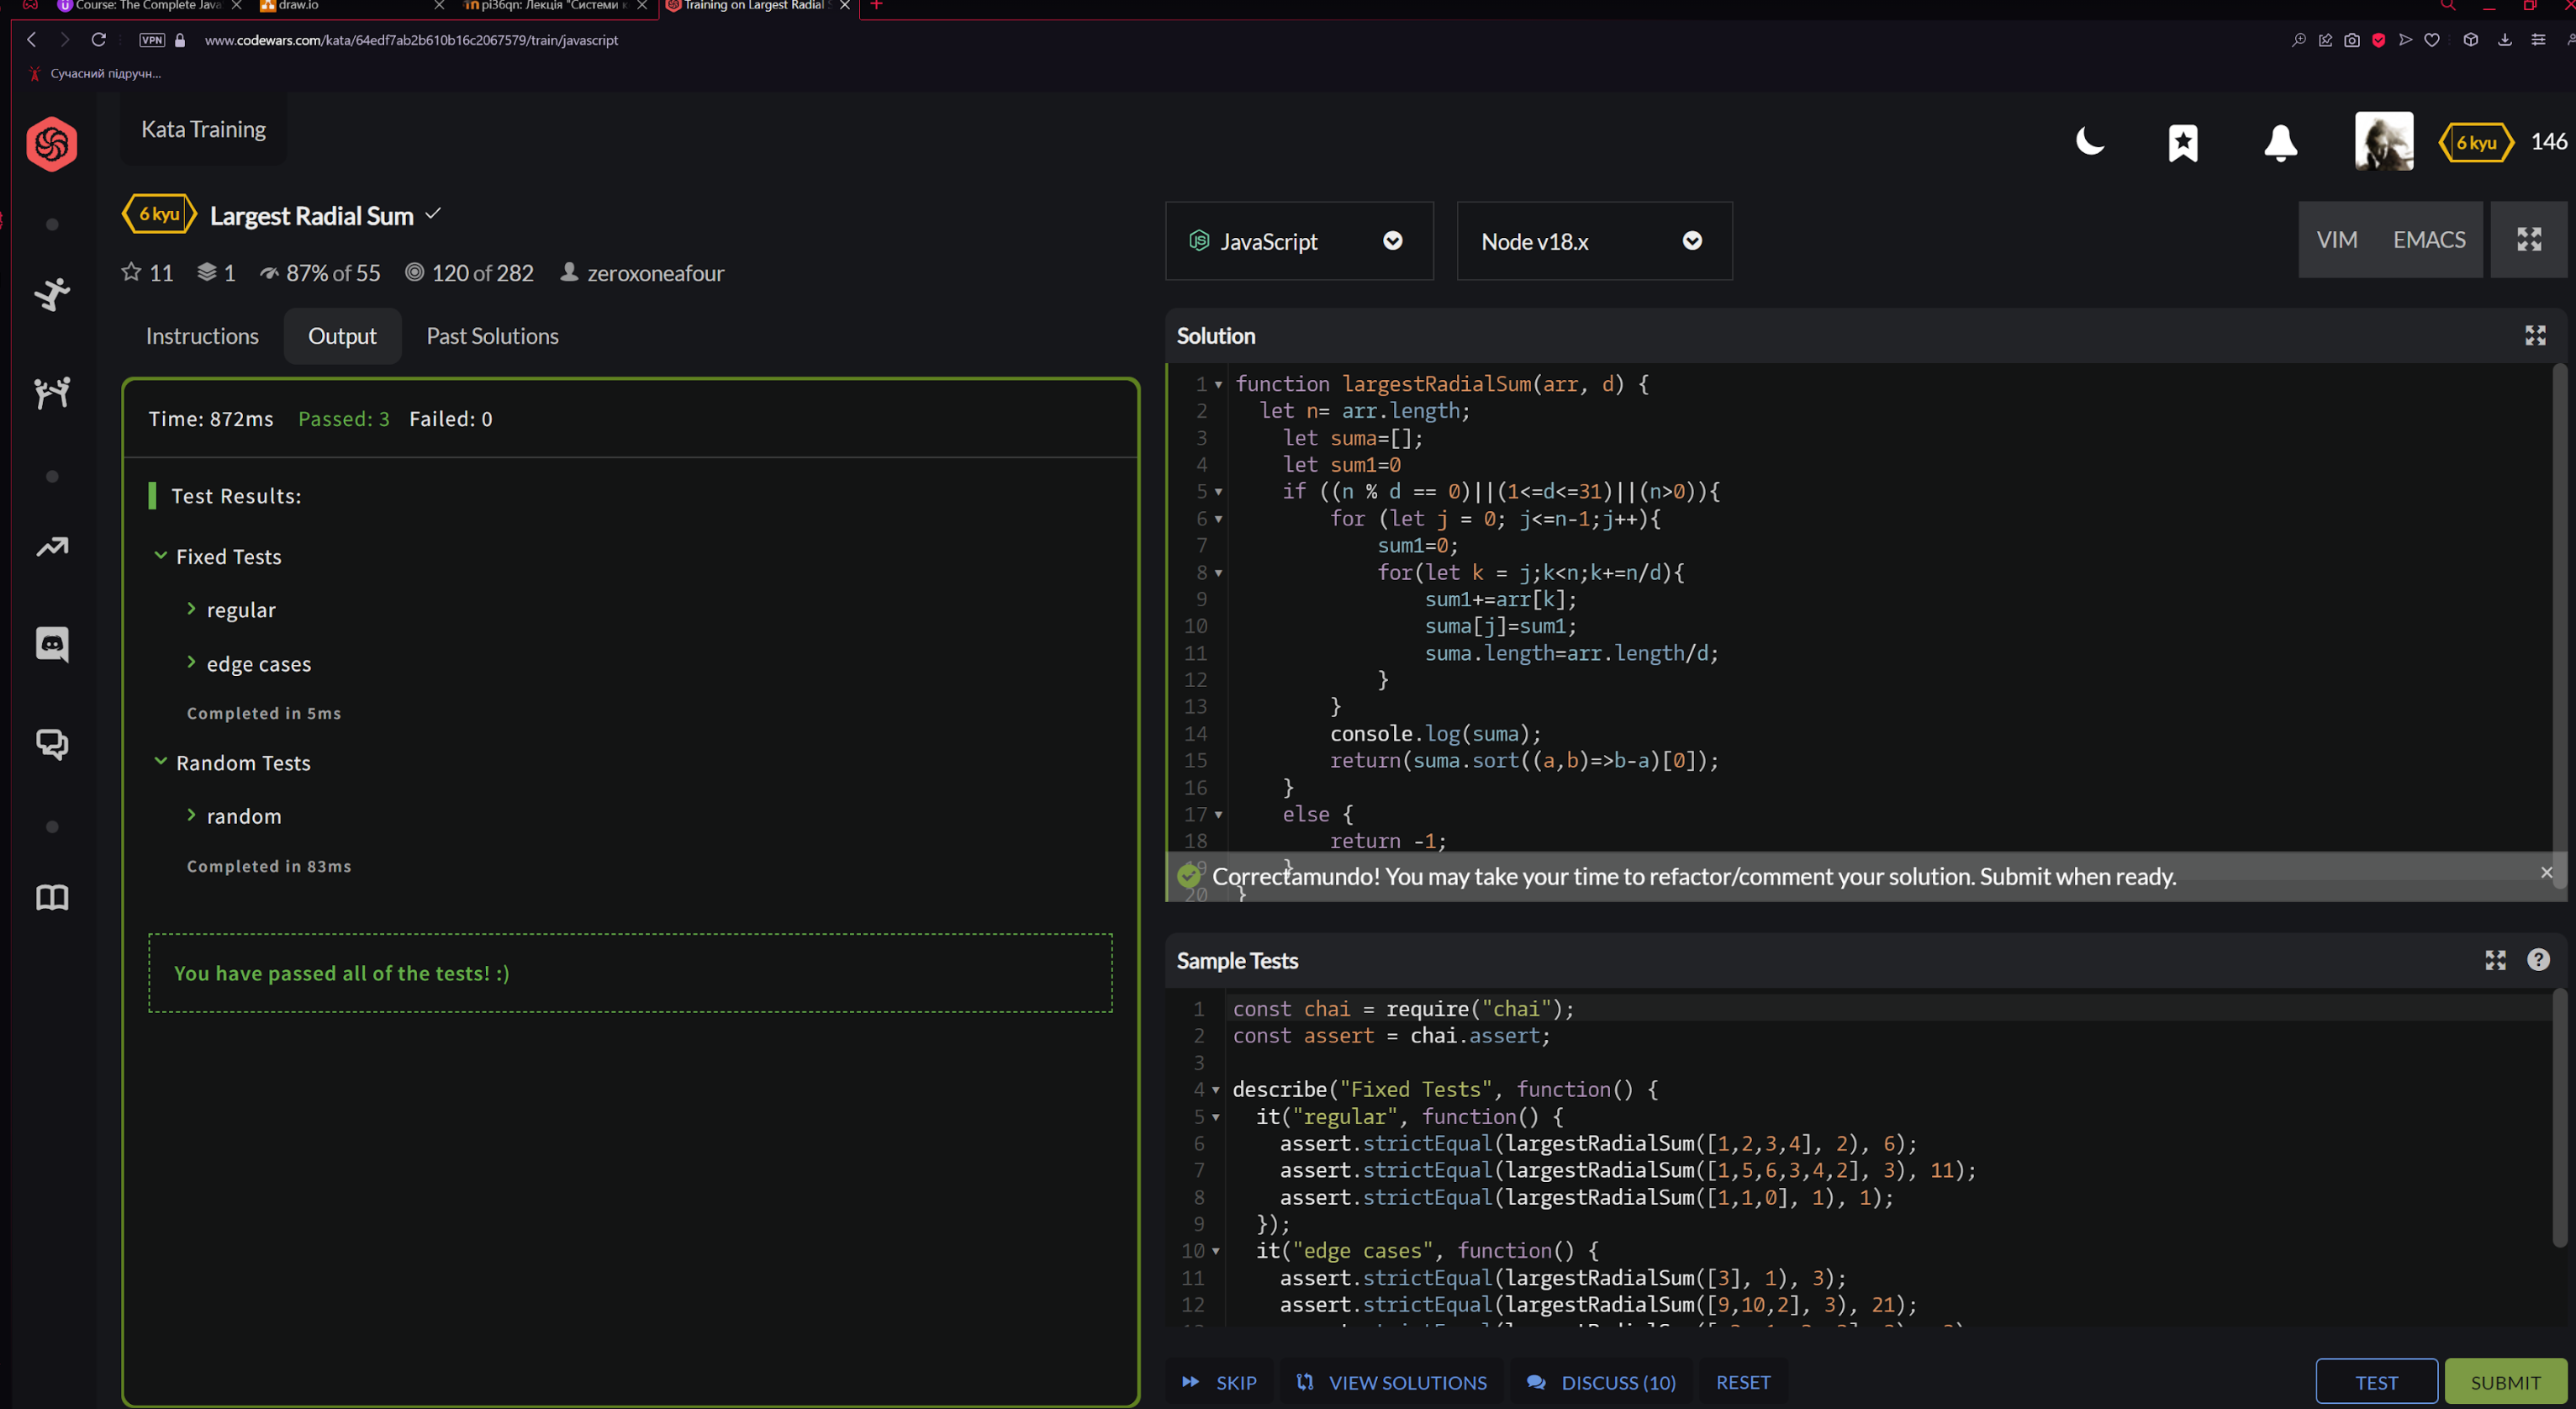 Course: The Complete Java
draw.io
pi36qn: Лекція "Системи к
Training on Largest Radial S
VPN
www.codewars.com/kata/64edf7ab2b610b16c2067579/train/javascript
Сучасний підручн...
Kata Training
6 kyu
146
6 kyu
Largest Radial Sum
11
1
87% of 55
120 of 282
zeroxoneafour
JavaScript
Node v18.x
VIM
EMACS
Instructions
Output
Past Solutions
Time: 872ms Passed: 3 Failed: 0
Test Results:
Fixed Tests
regular
edge cases
Completed in 5ms
Random Tests
random
Completed in 83ms
You have passed all of the tests! :)
Solution
1 function largestRadialSum(arr, d) {
2 let n= arr.length;
3 let suma=[];
4 let sum1=0
5 if ((n % d == 0)||(1<=d<=31)||(n>0)){
6 for (let j = 0; j<=n-1;j++){
7 sum1=0;
8 for(let k = j;k<n;k+=n/d){
9 sum1+=arr[k];
10 suma[j]=sum1;
11 suma.length=arr.length/d;
12 }
13 }
14 console.log(suma);
15 return(suma.sort((a,b)=>b-a)[0]);
16 }
17 else {
18 return -1;
19 }
Correctamundo! You may take your time to refactor/comment your solution. Submit when ready.
20 }
Sample Tests
1 const chai = require("chai");
2 const assert = chai.assert;
3
4 describe("Fixed Tests", function() {
5 it("regular", function() {
6 assert.strictEqual(largestRadialSum([1,2,3,4], 2), 6);
7 assert.strictEqual(largestRadialSum([1,5,6,3,4,2], 3), 11);
8 assert.strictEqual(largestRadialSum([1,1,0], 1), 1);
9 });
10 it("edge cases", function() {
11 assert.strictEqual(largestRadialSum([3], 1), 3);
12 assert.strictEqual(largestRadialSum([9,10,2], 3), 21);
SKIP
VIEW SOLUTIONS
DISCUSS (10)
RESET
TEST
SUBMIT